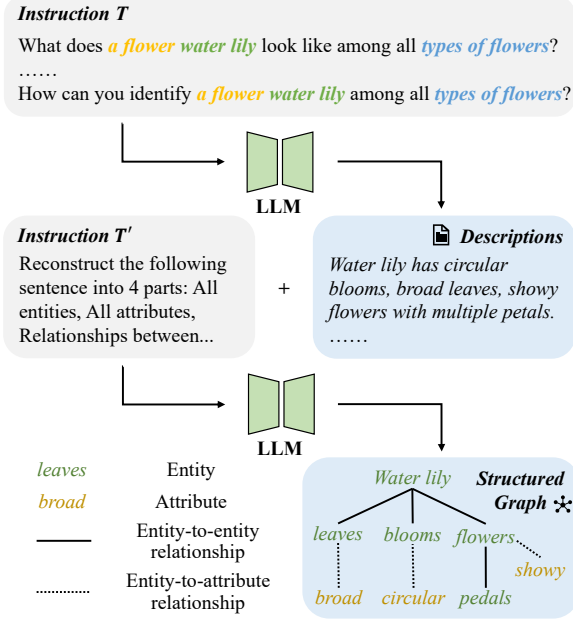 Instruction T
What does a flower water lily look like among all types of flowers?
......
How can you identify a flower water lily among all types of flowers?
LLM
Instruction T′
Reconstruct the following
sentence into 4 parts: All
entities, All attributes,
Relationships between...
+
Descriptions
Water lily has circular
blooms, broad leaves, showy
flowers with multiple petals.
......
LLM
leaves Entity
broad Attribute
Entity-to-entity
relationship
Entity-to-attribute
relationship
Structured
Graph
Water lily
leaves blooms flowers
showy
broad circular pedals